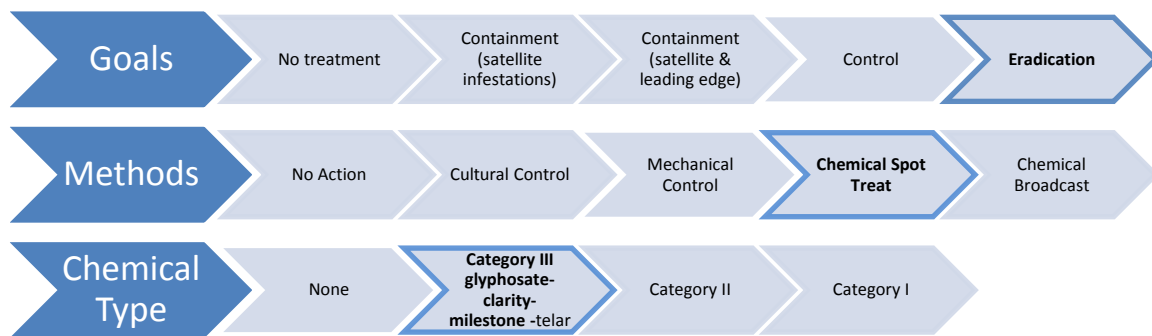 Goals
No treatment
Containment
(satellite
infestations)
Containment
(satellite &
leading edge)
Control
Eradication
Methods
No Action
Cultural Control
Mechanical
Control
Chemical Spot
Treat
Chemical
Broadcast
Chemical
Type
None
Category III
glyphosate-
clarity-
milestone -telar
Category II
Category I